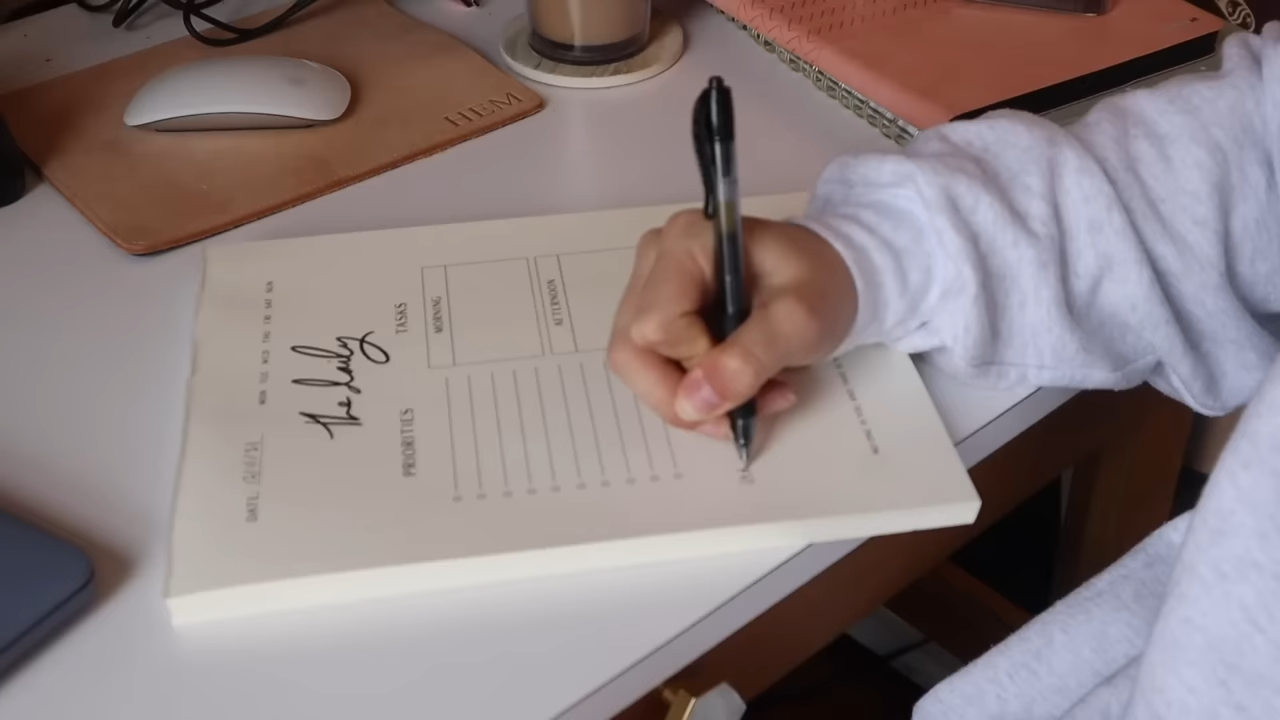 HEM
DATE
MON TUE WED THU FRI SAT SUN
The daily
PRIORITIES
TASKS
MORNING
AFTERNOON